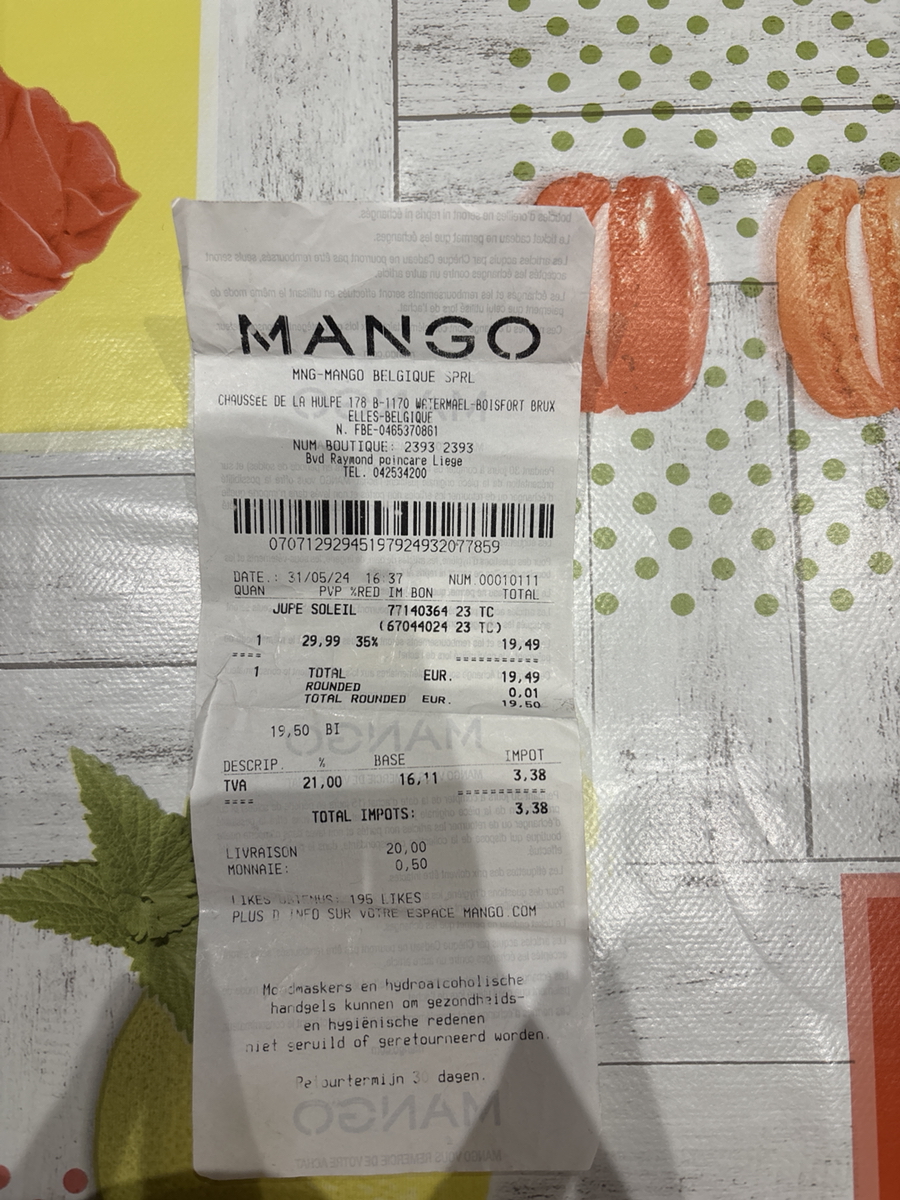 MANGO
MNG-MANGO BELGIQUE SPRL
CHAUSSEE DE LA HULPE 178 B-1170 WATERMAEL-BOISFORT BRUX
ELLES-BELGIQUE
N. FBE-0465370861
NUM BOUTIQUE: 2393 2393
Bvd Raymond poincare Liege
TEL. 042534200
0707129294519792493207 7859
DATE.: 31/05/24 16:37 NUM 00010111
QUAN PVP %RED IM BON TOTAL
JUPE SOLEIL 77140364 23 TC
(67044024 23 TC)
1 29,99 35% 19,49
==== ===========
1 TOTAL EUR. 19,49
ROUNDED 0.01
TOTAL ROUNDED EUR. 19.50
19,50 BI
DESCRIP. % BASE IMPOT
TVA 21,00 16,11 3,38
==== ===========
TOTAL IMPOTS: 3,38
LIVRAISON 20,00
MONNAIE: 0,50
LIKES 195 LIKES
PLUS D INFO SUR VOTRE ESPACE MANGO.COM
Mondmaskers en hydroalcoholische
handgels kunnen om gezondheids-
en hygiënische redenen
niet geruild of geretourneerd worden.
Retourtermijn 30 dagen.